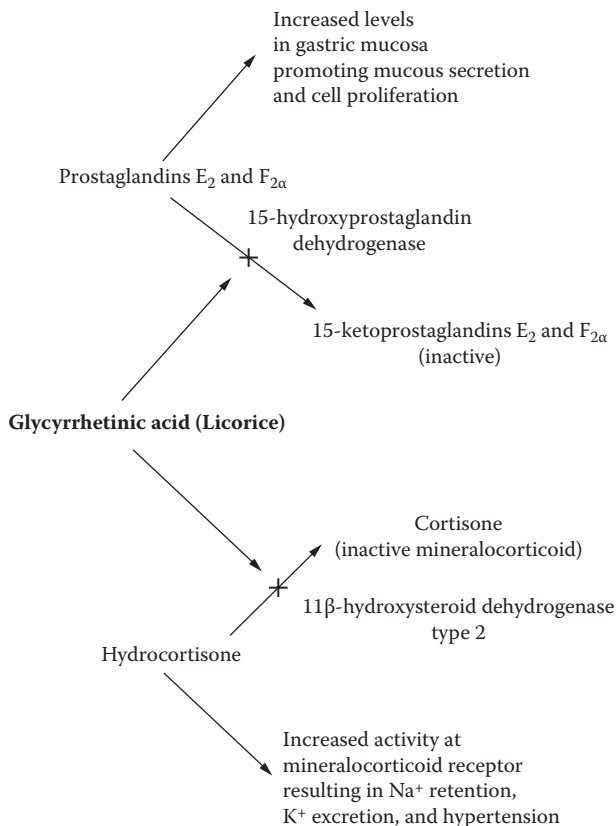 Increased levels
in gastric mucosa
promoting mucous secretion
and cell proliferation
Prostaglandins E₂ and F₂α
15-hydroxyprostaglandin
dehydrogenase
15-ketoprostaglandins E₂ and F₂α
(inactive)
Glycyrrhetinic acid (Licorice)
Cortisone
(inactive mineralocorticoid)
11β-hydroxysteroid dehydrogenase
type 2
Hydrocortisone
Increased activity at
mineralocorticoid receptor
resulting in Na⁺ retention,
K⁺ excretion, and hypertension